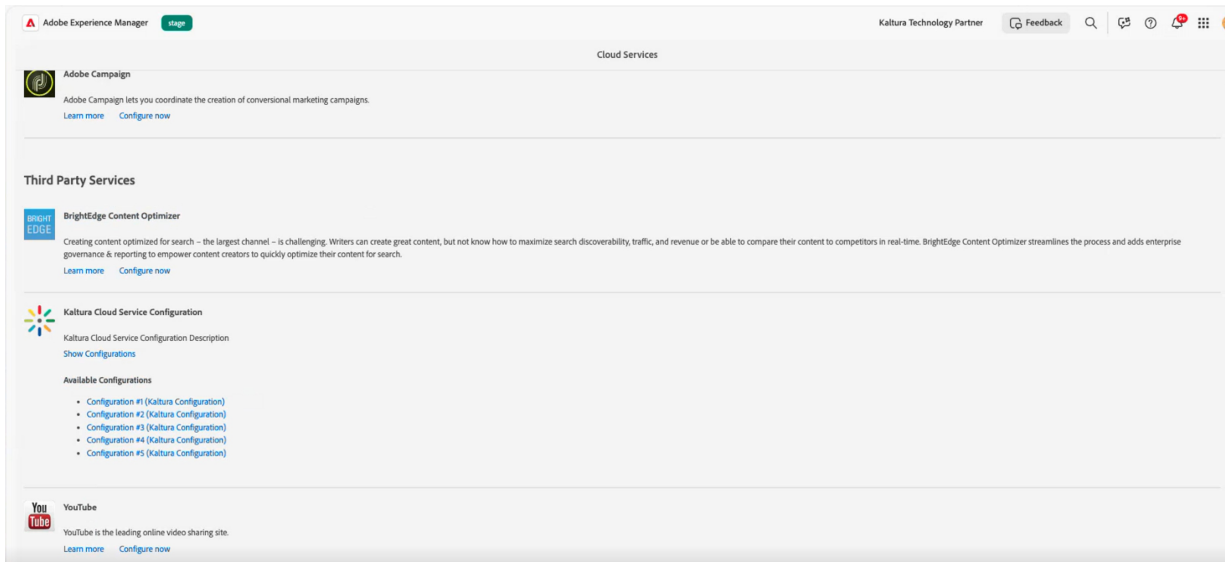 Adobe Experience Manager stage Kaltura Technology Partner Feedback 9+
Cloud Services
Adobe Campaign
Adobe Campaign lets you coordinate the creation of conversional marketing campaigns.
Learn more Configure now
Third Party Services
BRIGHT
EDGE
BrightEdge Content Optimizer
Creating content optimized for search – the largest channel – is challenging. Writers can create great content, but not know how to maximize search discoverability, traffic, and revenue or be able to compare their content to competitors in real-time. BrightEdge Content Optimizer streamlines the process and adds enterprise
governance & reporting to empower content creators to quickly optimize their content for search.
Learn more Configure now
Kaltura Cloud Service Configuration
Kaltura Cloud Service Configuration Description
Show Configurations
Available Configurations
• Configuration #1 (Kaltura Configuration)
• Configuration #2 (Kaltura Configuration)
• Configuration #3 (Kaltura Configuration)
• Configuration #4 (Kaltura Configuration)
• Configuration #5 (Kaltura Configuration)
You
Tube
YouTube
YouTube is the leading online video sharing site.
Learn more Configure now